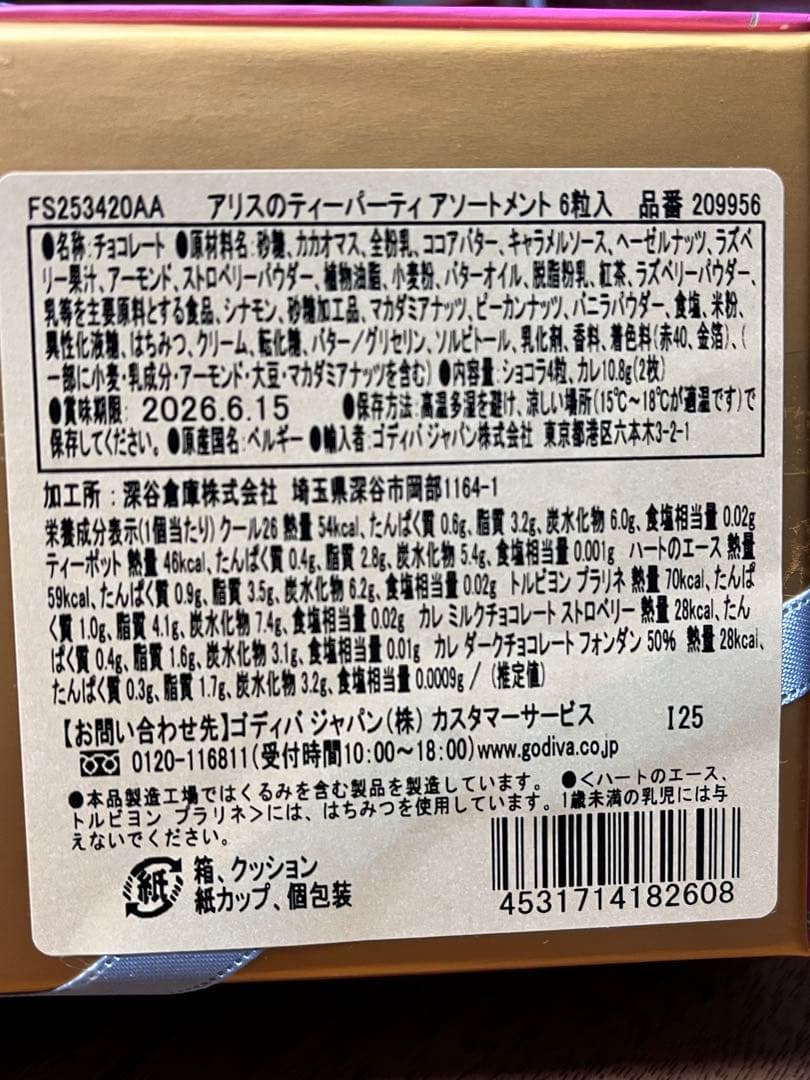 FS253420AA アリスのティーパーティ アソートメント 6粒入 品番 209956
●名称:チョコレート ●原材料名:砂糖、カカオマス、全粉乳、ココアバター、キャラメルソース、ヘーゼルナッツ、ラズベ
リー果汁、アーモンド、ストロベリーパウダー、植物油脂、小麦粉、バターオイル、脱脂粉乳、紅茶、ラズベリーパウダー、
乳等を主要原料とする食品、シナモン、砂糖加工品、マカダミアナッツ、ピーカンナッツ、バニラパウダー、食塩、米粉、
異性化液糖、はちみつ、クリーム、転化糖、バター/グリセリン、ソルビトール、乳化剤、香料、着色料(赤40、金箔)、(
一部に小麦・乳成分・アーモンド・大豆・マカダミアナッツを含む) ●内容量:ショコラ4粒、カレ10.8g(2枚)
●賞味期限: 2026.6.15 ●保存方法:高温多湿を避け、涼しい場所(15℃~18℃が適温です)で
保存してください。●原産国名:ベルギー ●輸入者:ゴディバ ジャパン株式会社 東京都港区六本木3-2-1
加工所:深谷倉庫株式会社 埼玉県深谷市岡部1164-1
栄養成分表示(1個当たり) クール26 熱量 54kcal、たんぱく質 0.6g、脂質 3.2g、炭水化物 6.0g、食塩相当量 0.02g
ティーポット 熱量 46kcal、たんぱく質 0.4g、脂質 2.8g、炭水化物 5.4g、食塩相当量 0.001g ハートのエース 熱量
59kcal、たんぱく質 0.9g、脂質 3.5g、炭水化物 6.2g、食塩相当量 0.02g トルビヨン プラリネ 熱量 70kcal、たんぱ
く質 1.0g、脂質 4.1g、炭水化物 7.4g、食塩相当量 0.02g カレ ミルクチョコレート ストロベリー 熱量 28kcal、たん
ぱく質 0.4g、脂質 1.6g、炭水化物 3.1g、食塩相当量 0.01g カレ ダークチョコレート フォンダン 50% 熱量 28kcal、
たんぱく質 0.3g、脂質 1.7g、炭水化物 3.2g、食塩相当量 0.0009g / (推定値)
【お問い合わせ先】ゴディバ ジャパン(株) カスタマーサービス I25
0120-116811(受付時間10:00~18:00)www.godiva.co.jp
●本品製造工場ではくるみを含む製品を製造しています。 ●<ハートのエース、
トルビヨン プラリネ>には、はちみつを使用しています。1歳未満の乳児には与
えないでください。
紙 箱、クッション
紙カップ、個包装
4531714182608